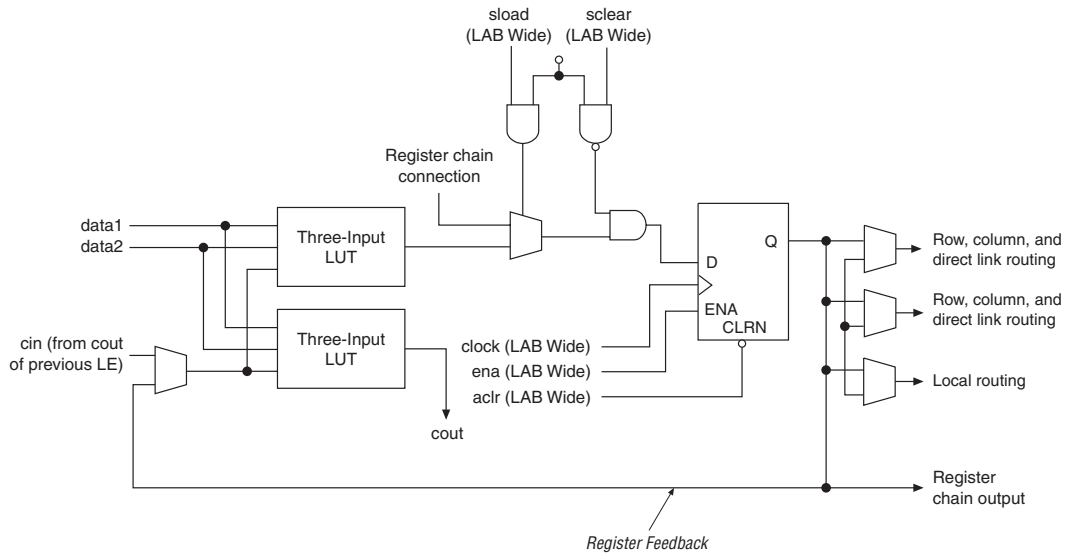 sload
(LAB Wide)
sclear
(LAB Wide)
Register chain
connection
data1
data2
Three-Input
LUT
Three-Input
LUT
cin (from cout
of previous LE)
cout
clock (LAB Wide)
ena (LAB Wide)
aclr (LAB Wide)
Q
D
ENA
CLRN
Row, column, and
direct link routing
Row, column, and
direct link routing
Local routing
Register
chain output
Register Feedback